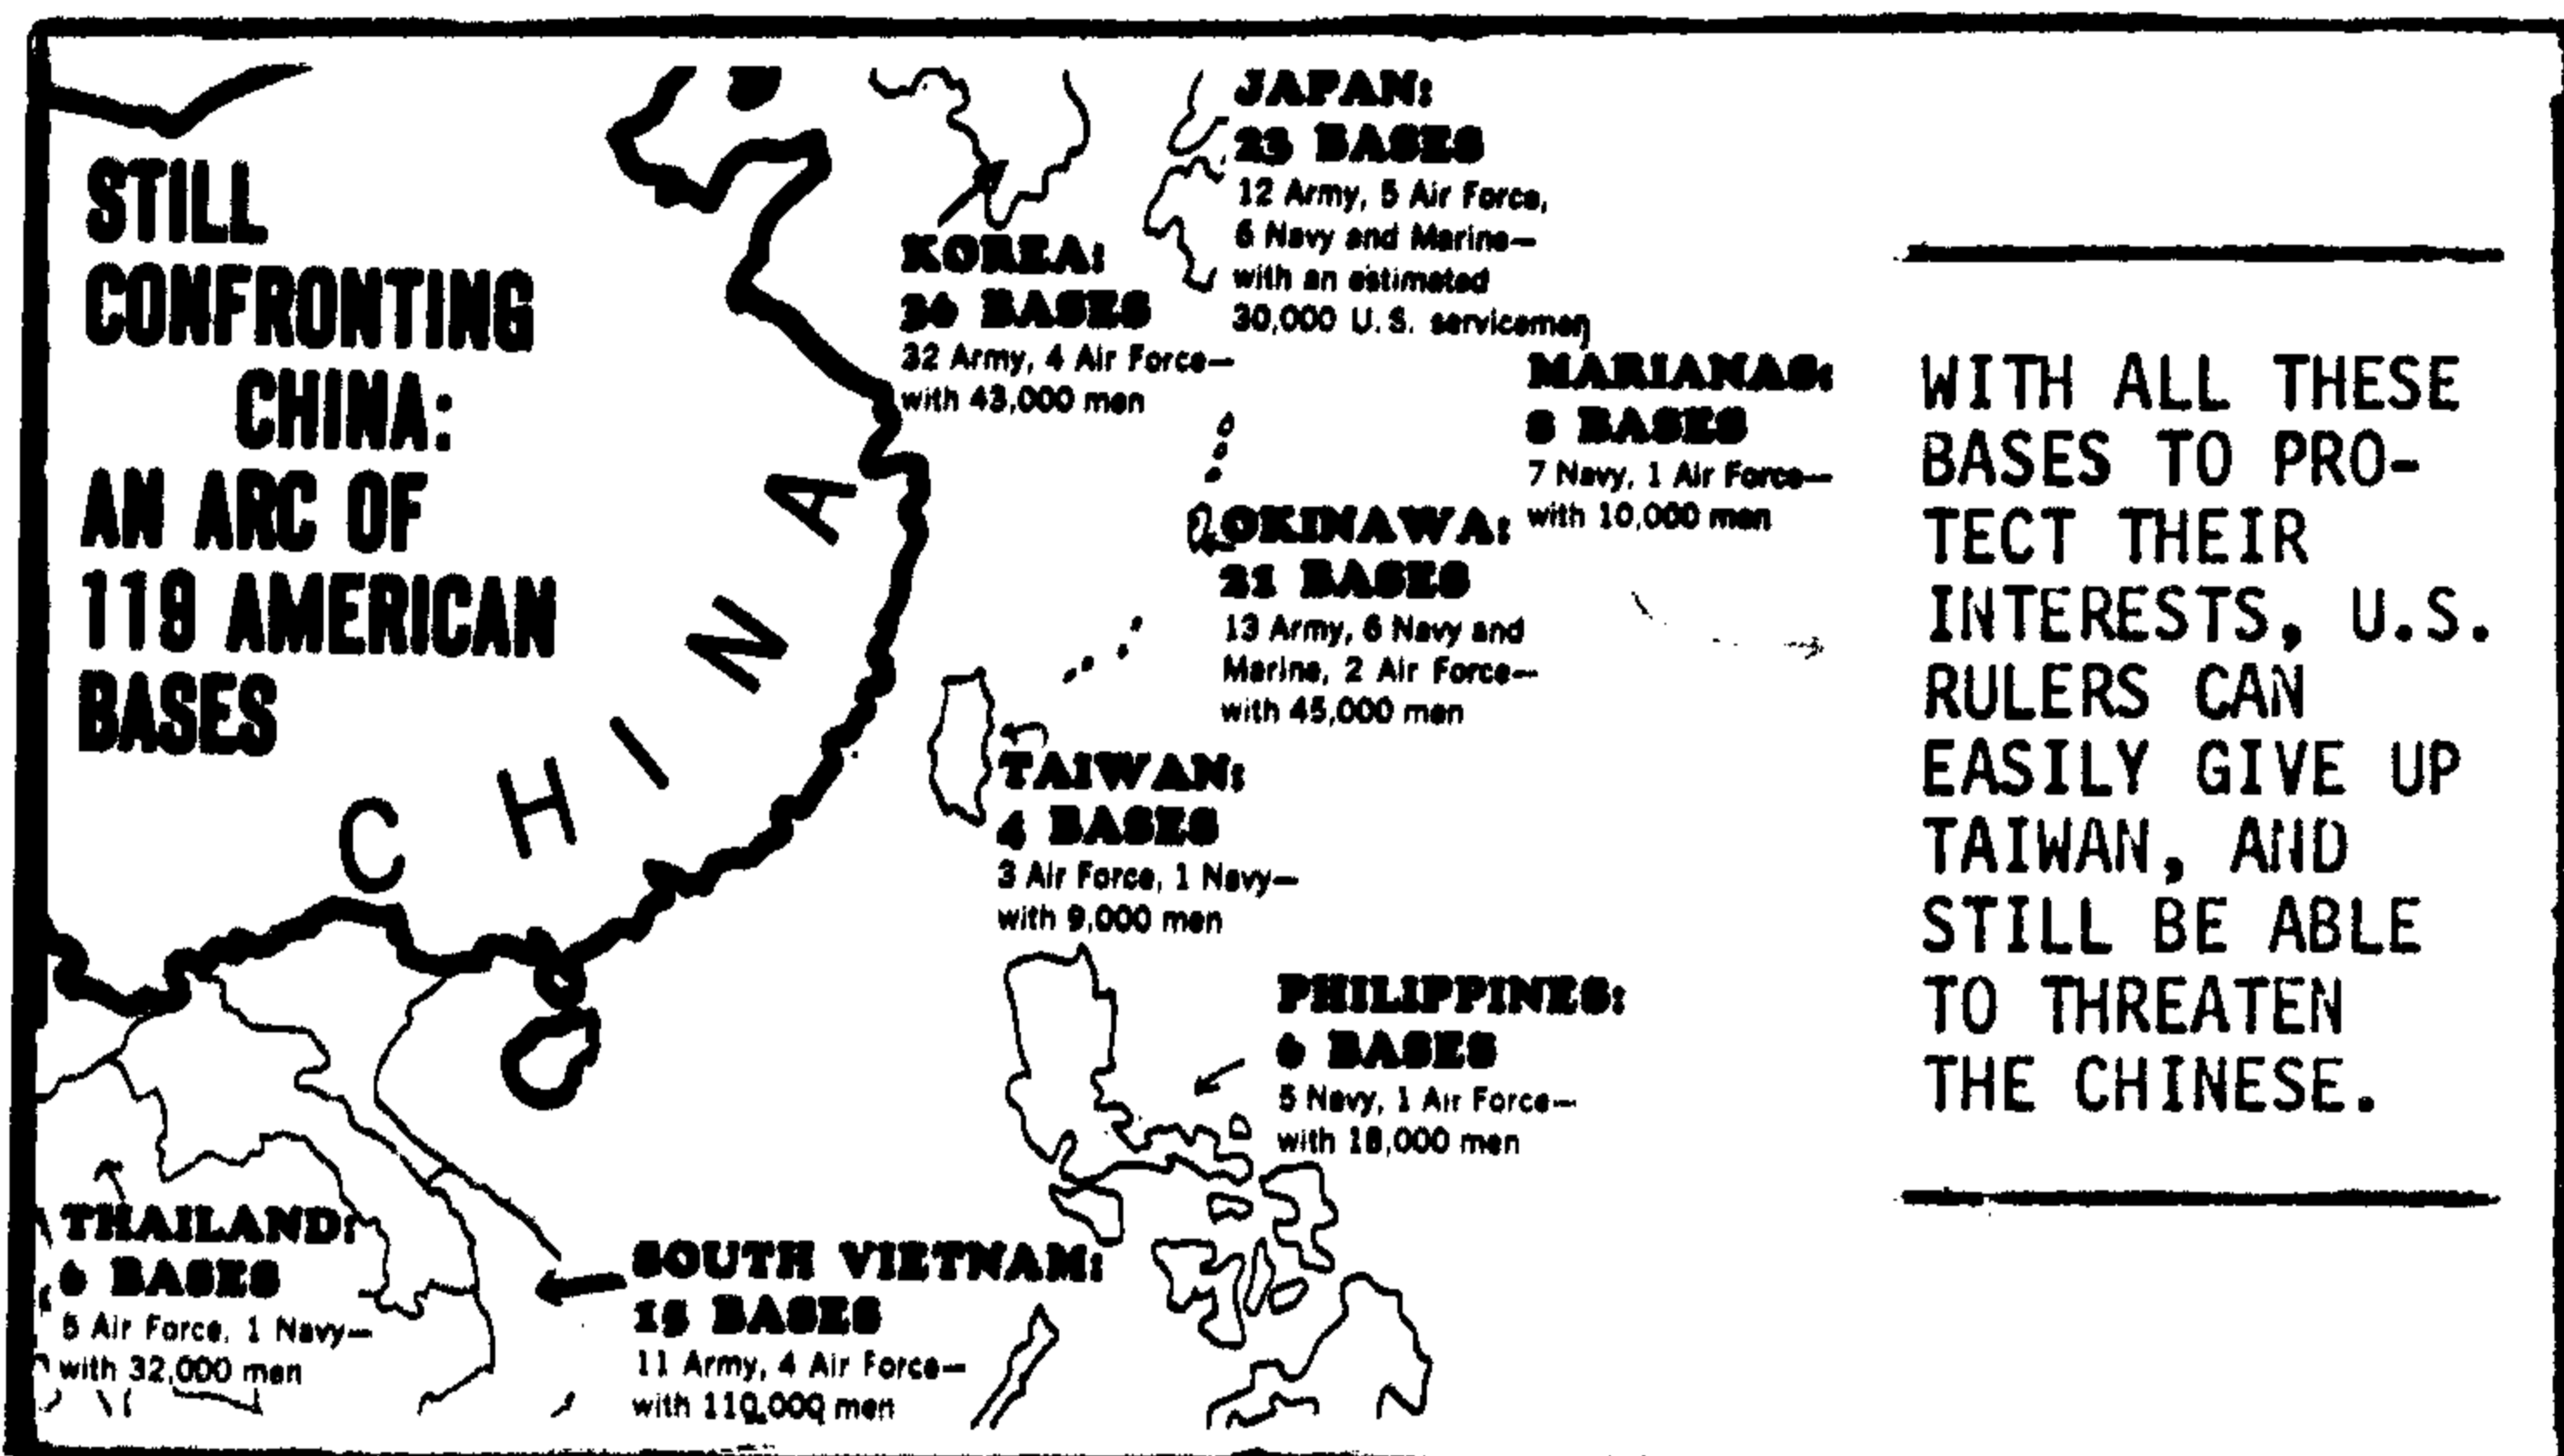 STILL
CONFRONTING
CHINA:
AN ARC OF
119 AMERICAN
BASES
CHINA
JAPAN:
23 BASES
12 Army, 5 Air Force,
6 Navy and Marine—
with an estimated
30,000 U.S. servicemen
KOREA:
36 BASES
32 Army, 4 Air Force—
with 43,000 men
MARIANAS:
8 BASES
7 Navy, 1 Air Force—
with 10,000 men
OKINAWA:
21 BASES
13 Army, 6 Navy and
Marine, 2 Air Force—
with 45,000 men
TAIWAN:
4 BASES
3 Air Force, 1 Navy—
with 9,000 men
PHILIPPINES:
6 BASES
5 Navy, 1 Air Force—
with 18,000 men
THAILAND:
6 BASES
5 Air Force, 1 Navy—
with 32,000 men
SOUTH VIETNAM:
15 BASES
11 Army, 4 Air Force—
with 110,000 men
WITH ALL THESE
BASES TO PRO-
TECT THEIR
INTERESTS, U.S.
RULERS CAN
EASILY GIVE UP
TAIWAN, AND
STILL BE ABLE
TO THREATEN
THE CHINESE.